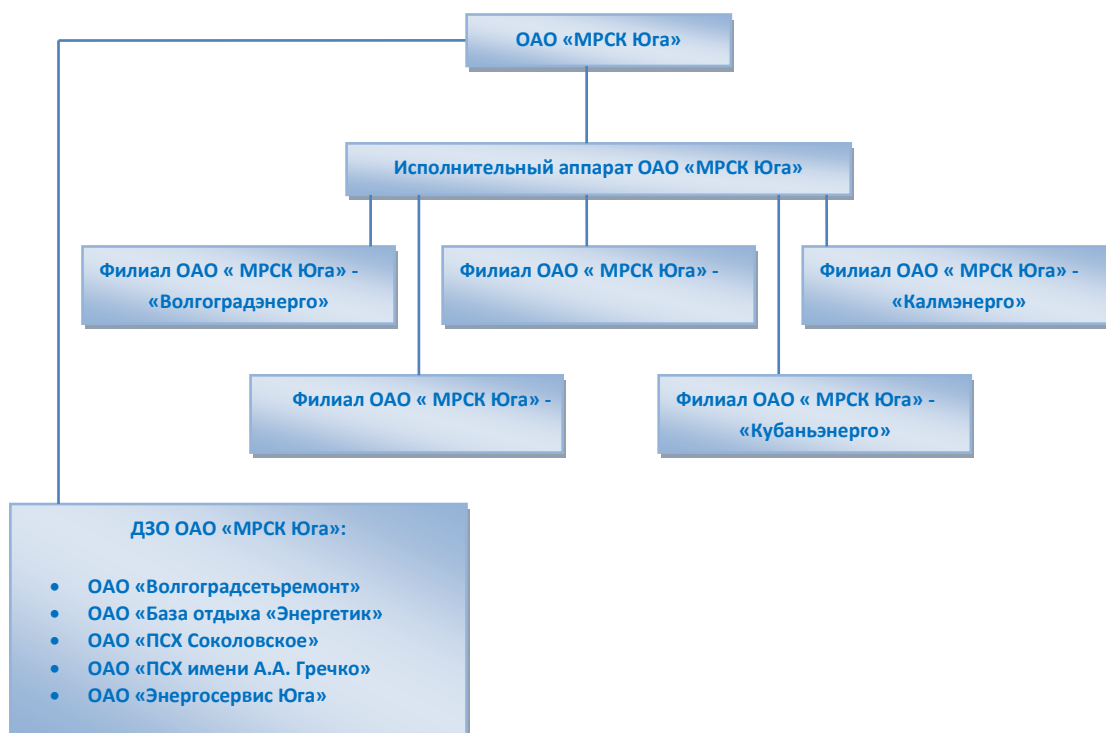 ОАО «МРСК Юга»
Исполнительный аппарат ОАО «МРСК Юга»
Филиал ОАО « МРСК Юга» -
«Волгоградэнерго»
Филиал ОАО « МРСК Юга» -
Филиал ОАО « МРСК Юга» -
«Калмэнерго»
Филиал ОАО « МРСК Юга» -
Филиал ОАО « МРСК Юга» -
«Кубаньэнерго»
ДЗО ОАО «МРСК Юга»:
• ОАО «Волгоградсетьремонт»
• ОАО «База отдыха «Энергетик»
• ОАО «ПСХ Соколовское»
• ОАО «ПСХ имени А.А. Гречко»
• ОАО «Энергосервис Юга»